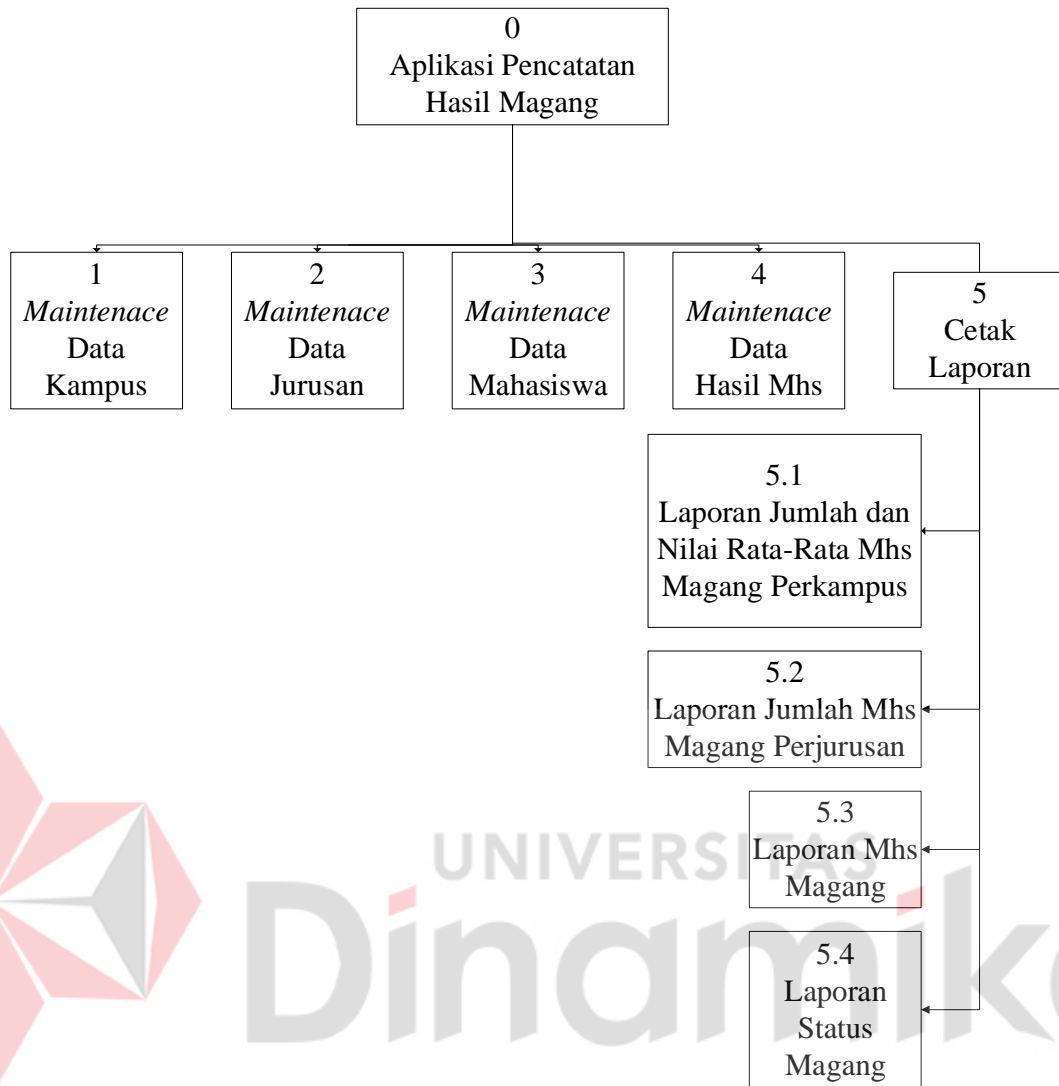 0
Aplikasi Pencatatan
Hasil Magang
1
Maintenace
Data
Kampus
2
Maintenace
Data
Jurusan
3
Maintenace
Data
Mahasiswa
4
Maintenace
Data
Hasil Mhs
5
Cetak
Laporan
5.1
Laporan Jumlah dan
Nilai Rata-Rata Mhs
Magang Perkampus
5.2
Laporan Jumlah Mhs
Magang Perjurusan
5.3
Laporan Mhs
Magang
5.4
Laporan
Status
Magang
UNIVERSITAS
Dinamika